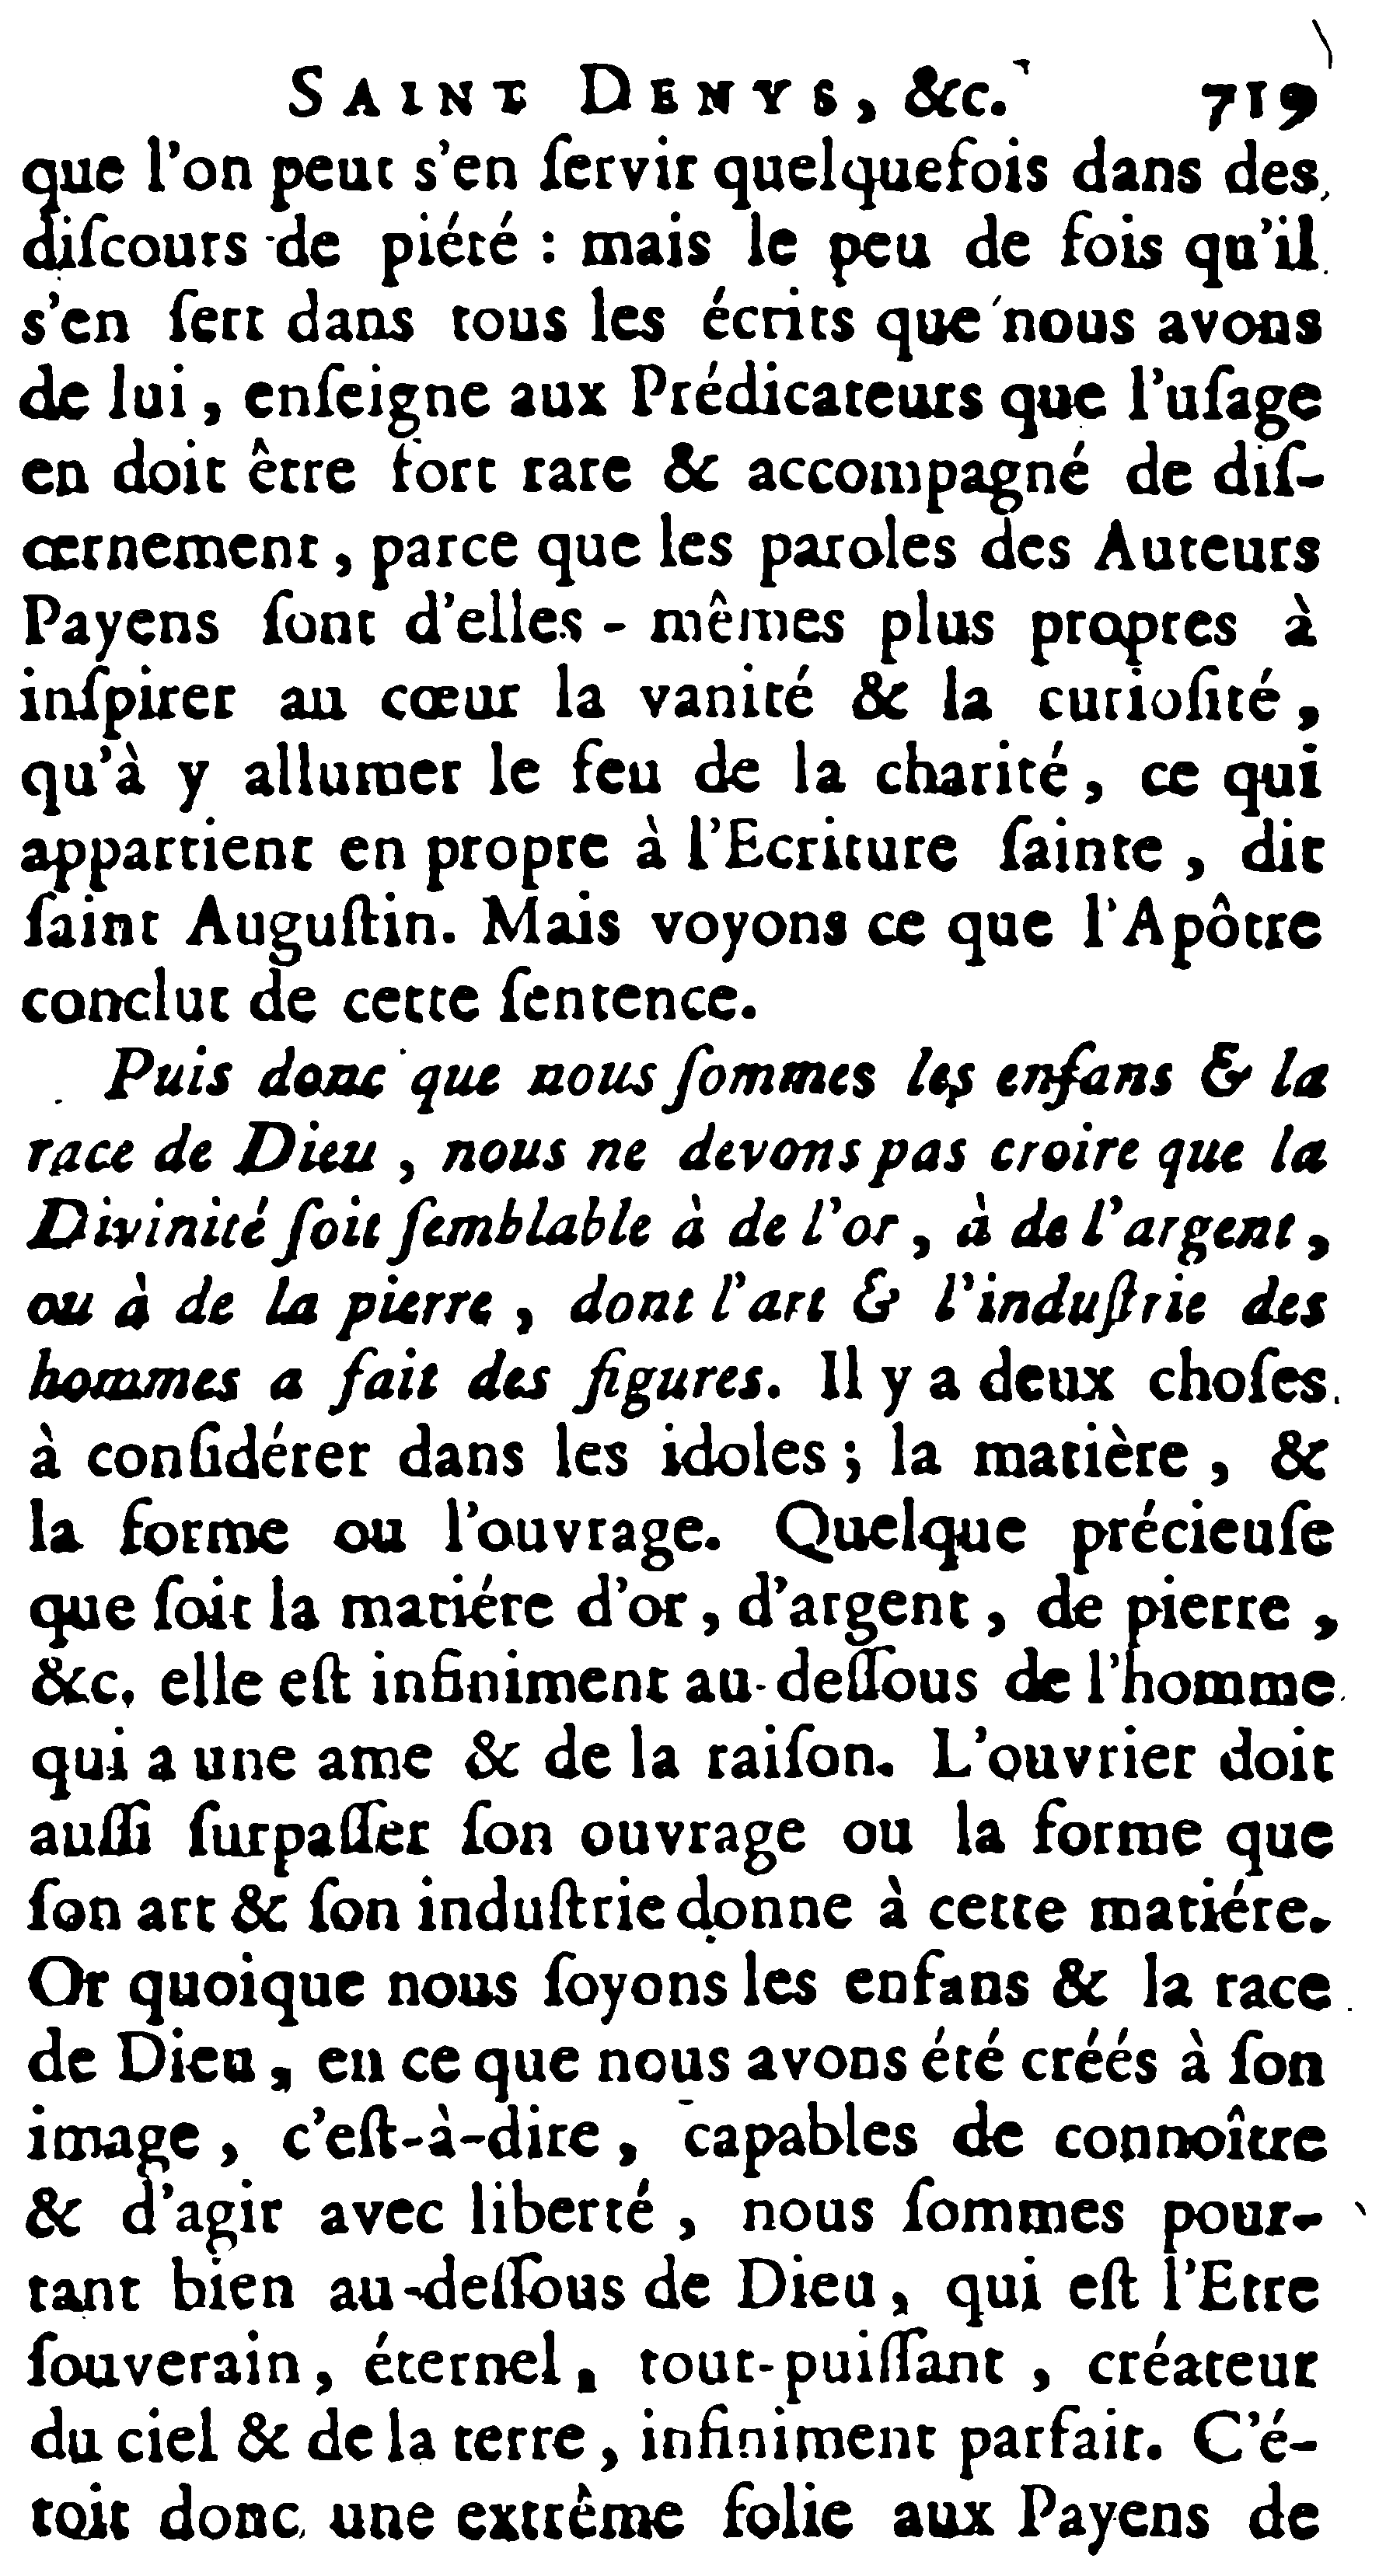 SAINT DENYS, &c. 719
que l'on peut s'en ſervir quelquefois dans des
diſcours de piété : mais le peu de fois qu'il
s'en ſert dans tous les écrits que nous avons
de lui, enſeigne aux Prédicateurs que l'uſage
en doit être fort rare & accompagné de diſ-
cernement, parce que les paroles des Auteurs
Payens ſont d'elles-mêmes plus propres à
inſpirer au cœur la vanité & la curioſité,
qu'à y allumer le feu de la charité, ce qui
appartient en propre à l'Ecriture ſainte, dit
ſaint Auguſtin. Mais voyons ce que l'Apôtre
conclut de cette ſentence.
Puis donc que nous ſommes les enfans & la
race de Dieu, nous ne devons pas croire que la
Divinité ſoit ſemblable à de l'or, à de l'argent,
ou à de la pierre, dont l'art & l'induſtrie des
hommes a fait des figures. Il y a deux choſes
à conſidérer dans les idoles ; la matière, &
la forme ou l'ouvrage. Quelque précieuſe
que ſoit la matiére d'or, d'argent, de pierre,
&c. elle eſt infiniment au-deſſous de l'homme
qui a une ame & de la raiſon. L'ouvrier doit
auſſi ſurpaſſer ſon ouvrage ou la forme que
ſon art & ſon induſtrie donne à cette matiére.
Or quoique nous ſoyons les enfans & la race
de Dieu, en ce que nous avons été créés à ſon
image, c'eſt-à-dire, capables de connoître
& d'agir avec liberté, nous ſommes pour-
tant bien au-deſſous de Dieu, qui eſt l'Etre
ſouverain, éternel, tout-puiſſant, créateur
du ciel & de la terre, infiniment parfait. C'é-
toit donc une extrême folie aux Payens de